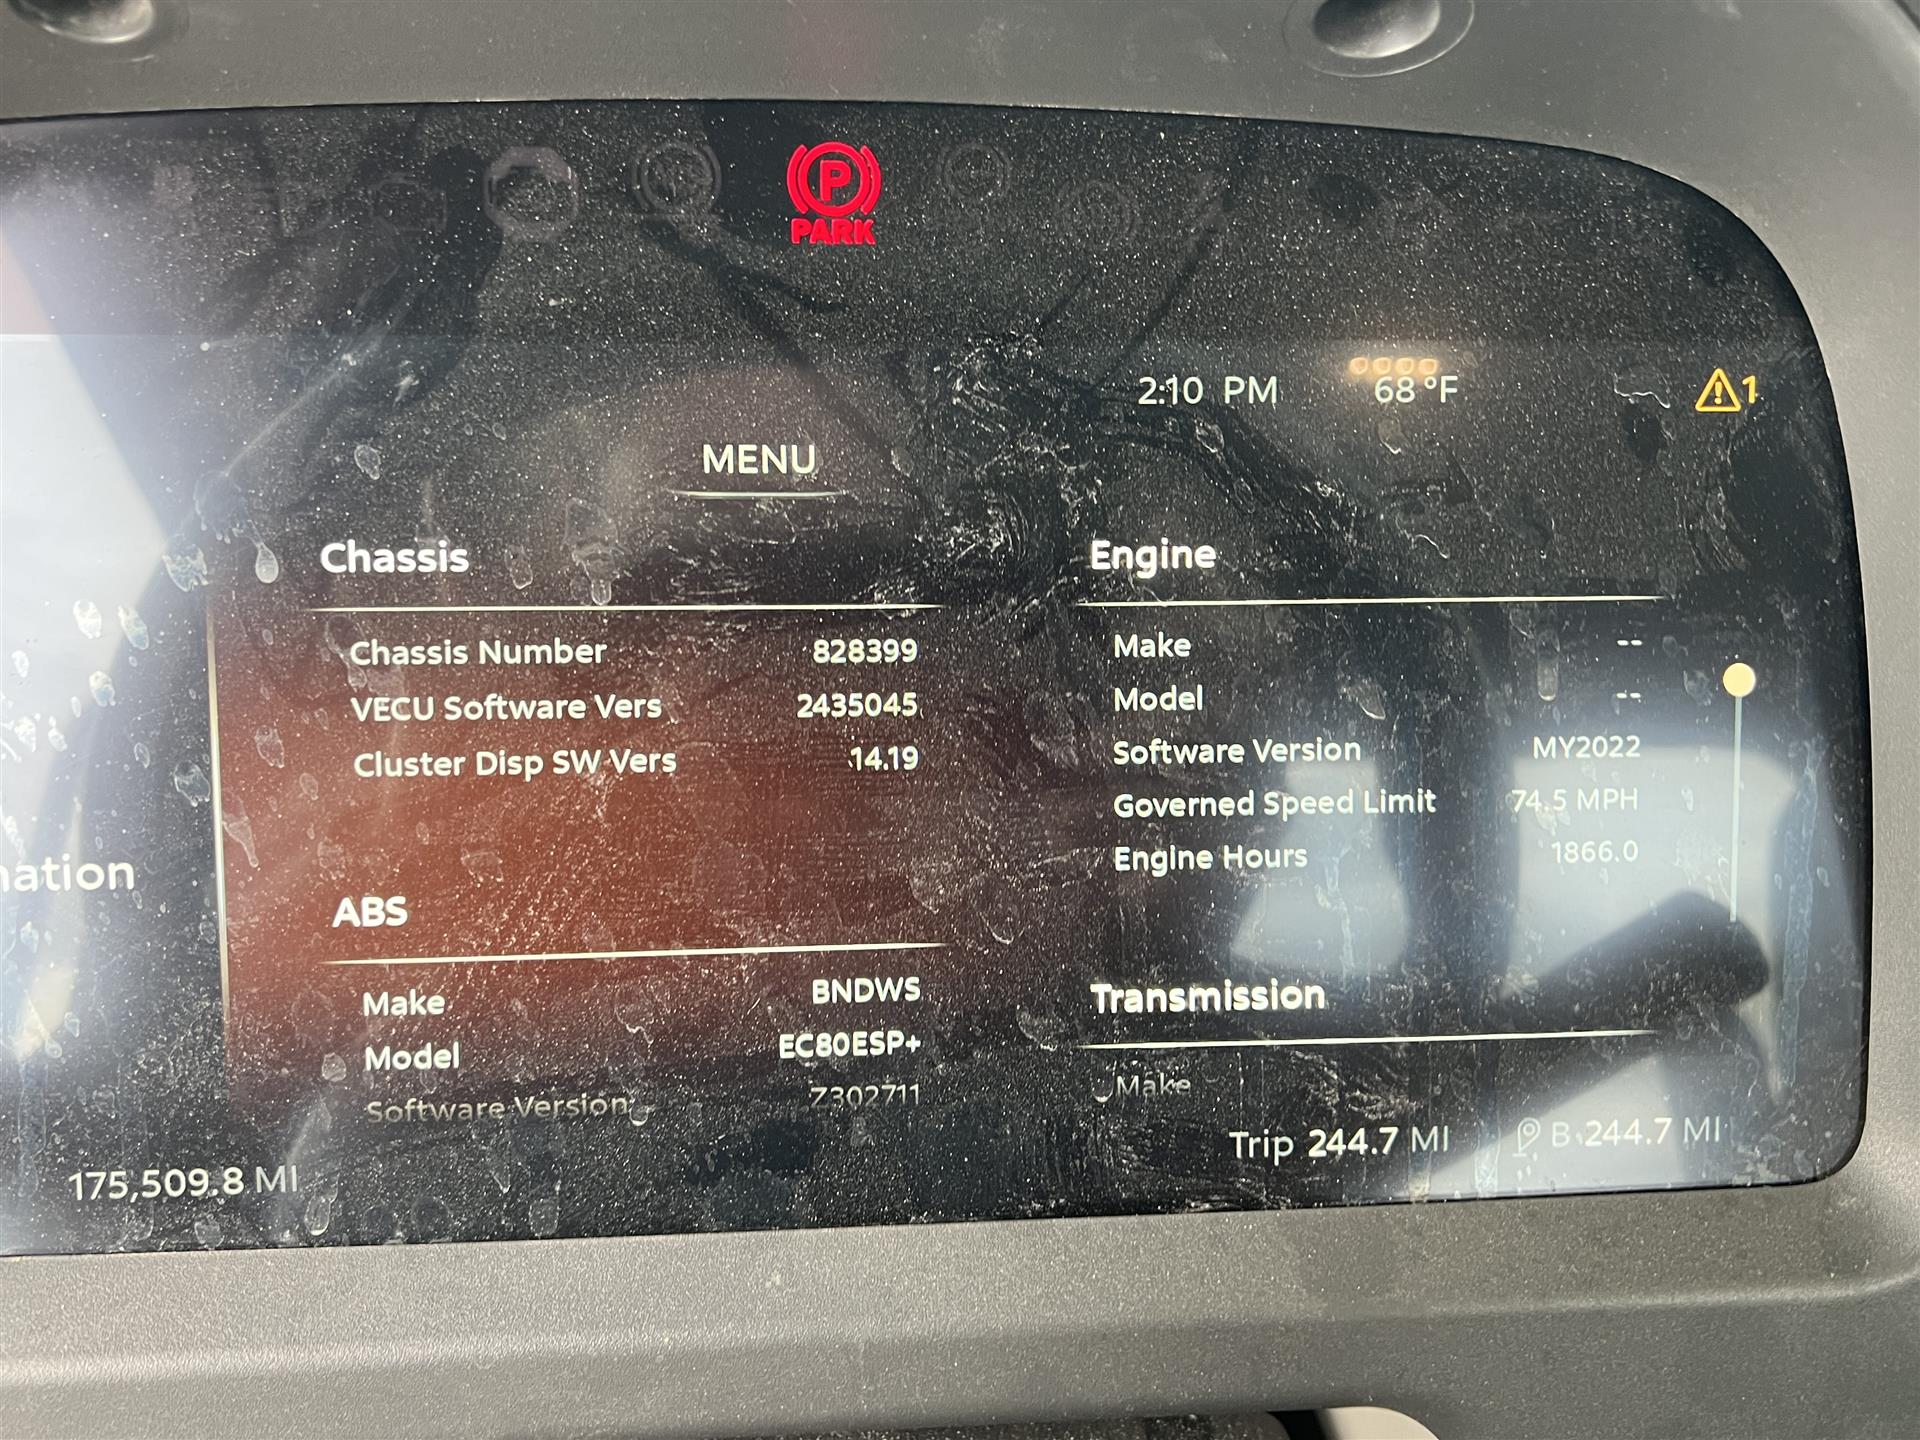 P
PARK
2:10 PM 68 °F 1
MENU
Chassis
Chassis Number 828399
VECU Software Vers 2435045
Cluster Disp SW Vers 14.19
Engine
Make --
Model --
Software Version MY2022
Governed Speed Limit 74.5 MPH
Engine Hours 1866.0
nation
ABS
Make BNDWS
Model EC80ESP+
Software Version Z302711
Transmission
Make
175,509.8 MI
Trip 244.7 MI B 244.7 MI